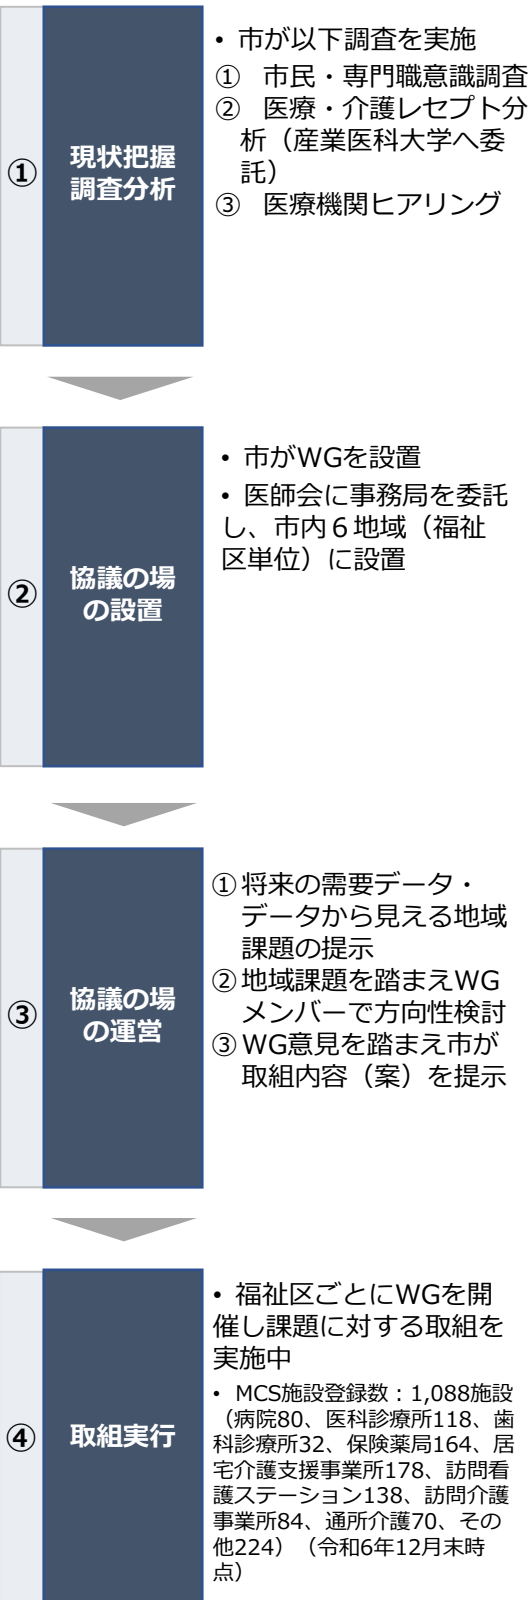 ①
現状把握
調査分析
• 市が以下調査を実施
① 市民・専門職意識調査
② 医療・介護レセプト分
析（産業医科大学へ委
託）
③ 医療機関ヒアリング
②
協議の場
の設置
• 市がWGを設置
• 医師会に事務局を委託
し、市内６地域（福祉
区単位）に設置
③
協議の場
の運営
①将来の需要データ・
データから見える地域
課題の提示
②地域課題を踏まえWG
メンバーで方向性検討
③WG意見を踏まえ市が
取組内容（案）を提示
④
取組実行
• 福祉区ごとにWGを開
催し課題に対する取組を
実施中
• MCS施設登録数：1,088施設
（病院80、医科診療所118、歯
科診療所32、保険薬局164、居
宅介護支援事業所178、訪問看
護ステーション138、訪問介護
事業所84、通所介護70、その
他224）（令和6年12月末時
点）